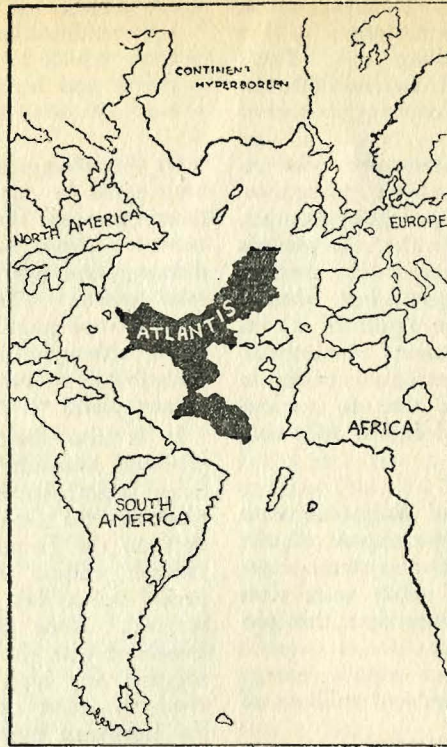 CONTINENT
HYPERBOREEN
NORTH AMERICA
EUROPE
ATLANTIS
AFRICA
SOUTH
AMERICA